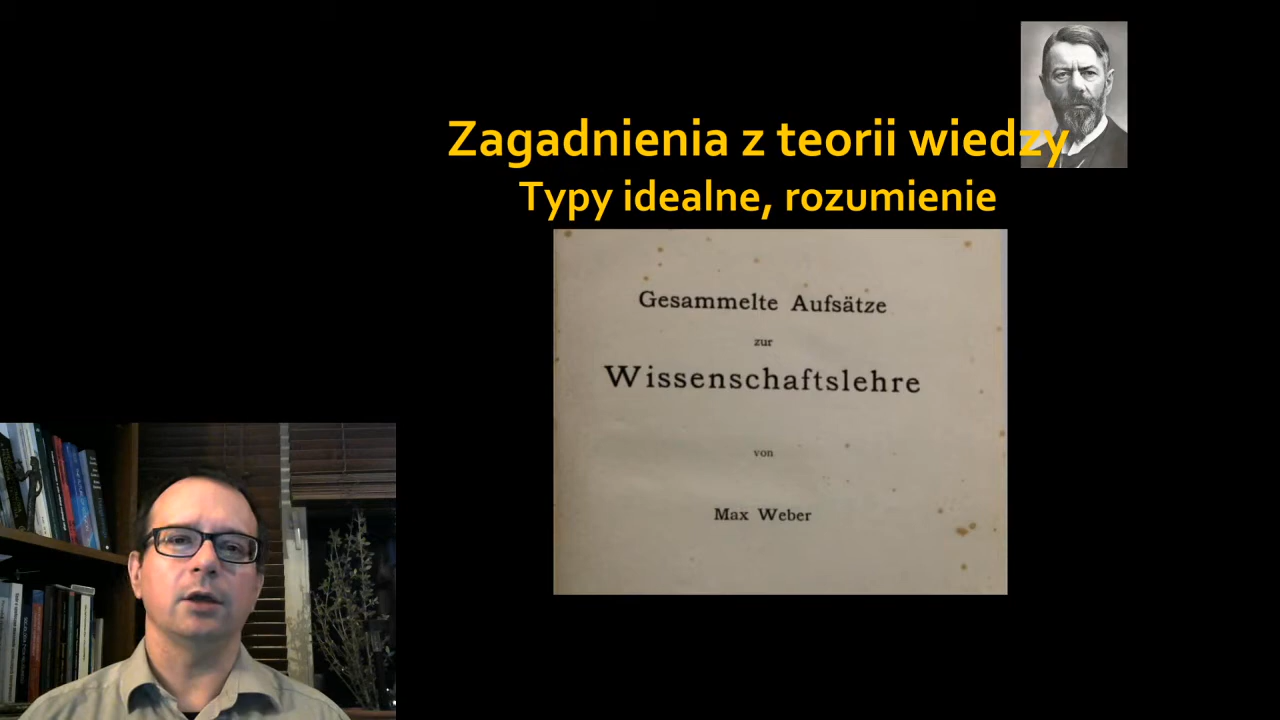 Zagadnienia z teorii wiedzy
Typy idealne, rozumienie
Gesammelte Aufsätze
zur
Wissenschaftslehre
von
Max Weber